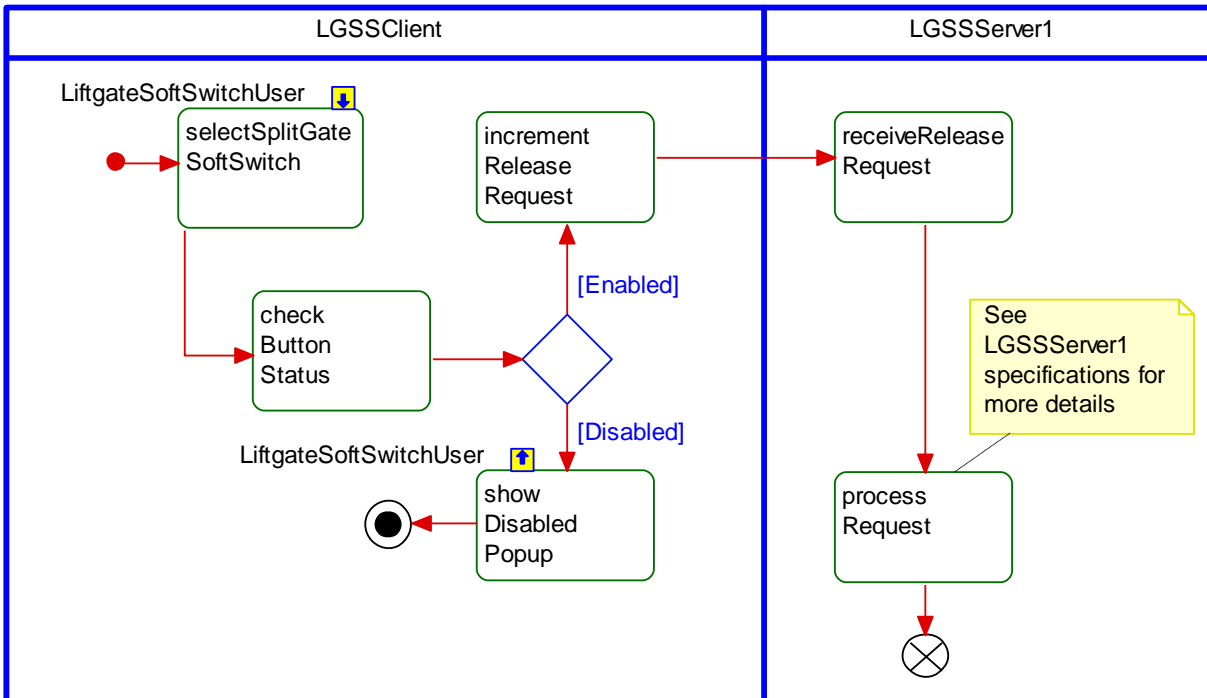 LGSSClient
LGSSServer1
LiftgateSoftSwitchUser
selectSplitGate
SoftSwitch
increment
Release
Request
receiveRelease
Request
[Enabled]
check
Button
Status
See
LGSSServer1
specifications for
more details
[Disabled]
LiftgateSoftSwitchUser
show
Disabled
Popup
process
Request